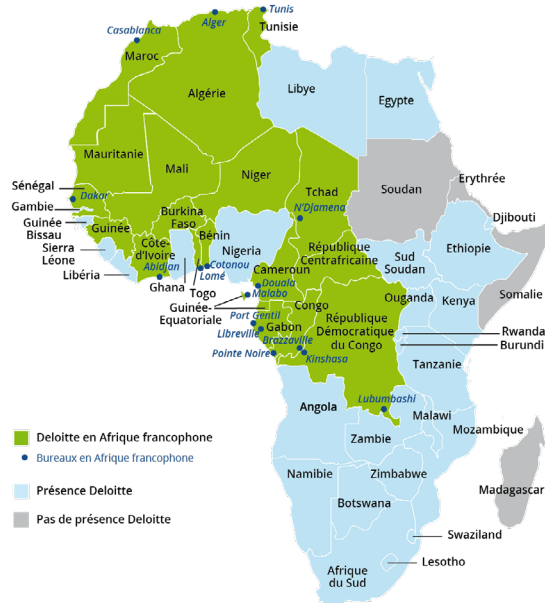 Tunis
Alger
Casablanca
Tunisie
Maroc
Algérie
Libye
Egypte
Mauritanie
Mali
Niger
Tchad
Soudan
Erythrée
Sénégal
Dakar
Gambie
Guinée
Bissau
Guinée
Burkina
Faso
N'Djamena
Djibouti
Sierra
Léone
Côte-
d'Ivoire
Bénin
Nigeria
République
Centrafricaine
Sud
Soudan
Ethiopie
Libéria
Abidjan
Cotonou
Lomé
Ghana
Togo
Cameroun
Douala
Malabo
Guinée-
Equatoriale
Congo
Ouganda
Kenya
Somalie
Port Gentil
Gabon
Libreville
Brazzaville
République
Démocratique
du Congo
Rwanda
Burundi
Pointe Noire
Kinshasa
Tanzanie
Lubumbashi
Angola
Malawi
Zambie
Mozambique
Deloitte en Afrique francophone
Bureaux en Afrique francophone
Namibie
Zimbabwe
Madagascar
Présence Deloitte
Botswana
Pas de présence Deloitte
Swaziland
Lesotho
Afrique
du Sud